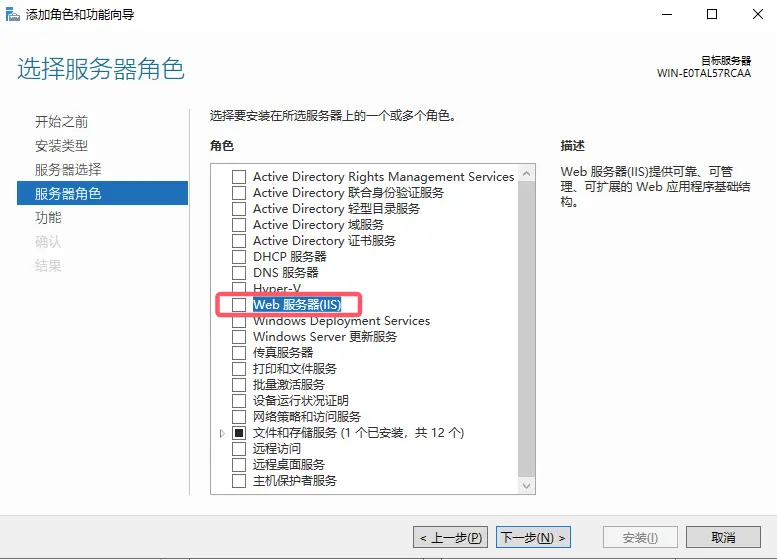 添加角色和功能向导
选择服务器角色
目标服务器
WIN-E0TAL57RCAA
开始之前
安装类型
服务器选择
服务器角色
功能
确认
结果
选择要安装在所选服务器上的一个或多个角色。
角色
Active Directory Rights Management Services
Active Directory 联合身份验证服务
Active Directory 轻型目录服务
Active Directory 域服务
Active Directory 证书服务
DHCP 服务器
DNS 服务器
Hyper-V
Web 服务器(IIS)
Windows Deployment Services
Windows Server 更新服务
传真服务器
打印和文件服务
批量激活服务
设备运行状况证明
网络策略和访问服务
文件和存储服务 (1 个已安装，共 12 个)
远程访问
远程桌面服务
主机保护者服务
描述
Web 服务器(IIS)提供可靠、可管
理、可扩展的 Web 应用程序基础结
构。
< 上一步(P)
下一步(N) >
安装(I)
取消